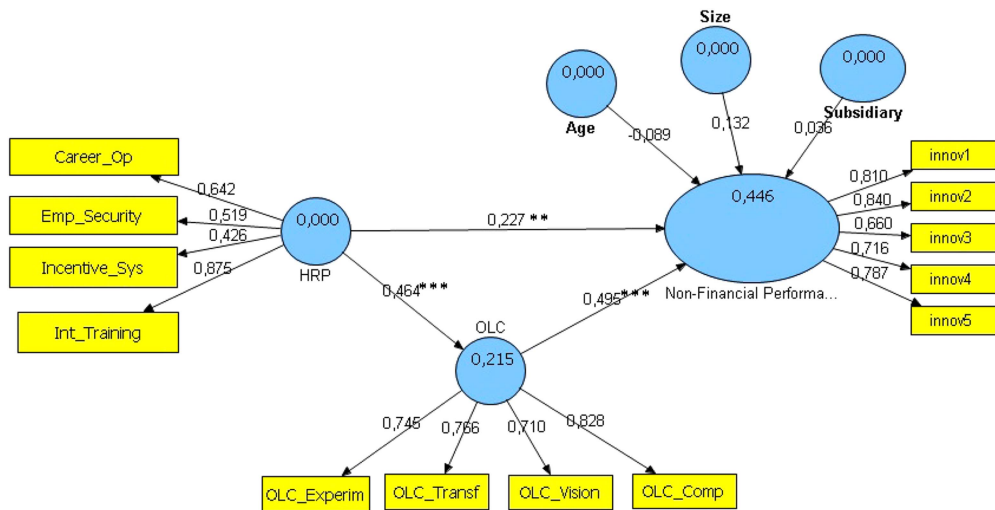 Size
0,000
0,000
0,000
Age
Subsidiary
-0,089
0,132
0,036
Career_Op
Emp_Security
Incentive_Sys
Int_Training
0,642
0,519
0,426
0,875
0,000
HRP
0,227 **
0,464***
0,495***
0,446
Non-Financial Performa...
0,810
0,840
0,660
0,716
0,787
innov1
innov2
innov3
innov4
innov5
OLC
0,215
0,745
0,766
0,710
0,828
OLC_Experim
OLC_Transf
OLC_Vision
OLC_Comp